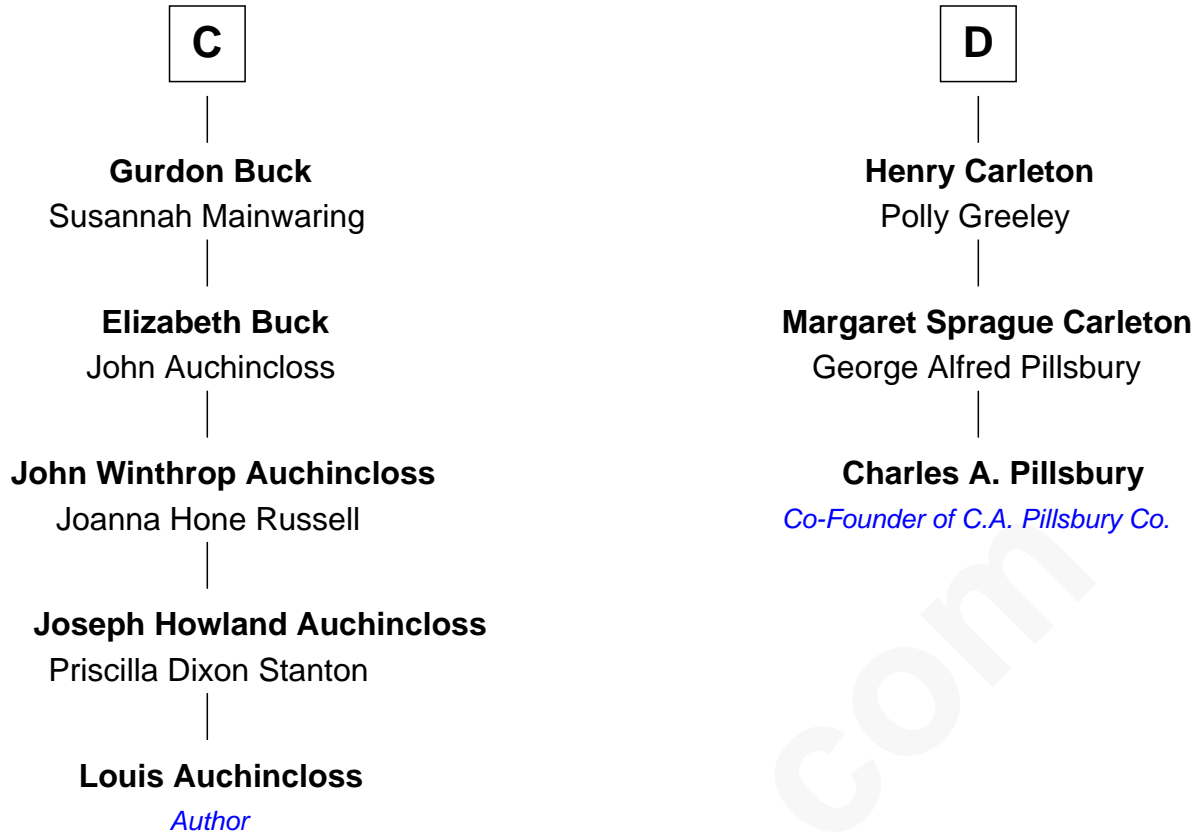 C
Gurdon Buck
Susannah Mainwaring
Elizabeth Buck
John Auchincloss
John Winthrop Auchincloss
Joanna Hone Russell
Joseph Howland Auchincloss
Priscilla Dixon Stanton
Louis Auchincloss
Author
D
Henry Carleton
Polly Greeley
Margaret Sprague Carleton
George Alfred Pillsbury
Charles A. Pillsbury
Co-Founder of C.A. Pillsbury Co.
com